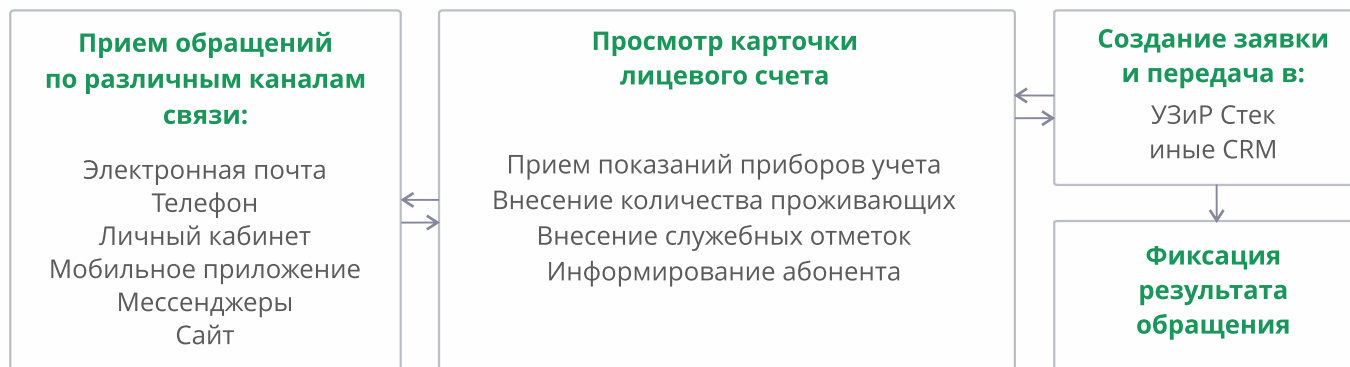 Прием обращений
по различным каналам
связи:
Электронная почта
Телефон
Личный кабинет
Мобильное приложение
Мессенджеры
Сайт
Просмотр карточки
лицевого счета
Прием показаний приборов учета
Внесение количества проживающих
Внесение служебных отметок
Информирование абонента
Создание заявки
и передача в:
УЗиР Стек
иные CRM
Фиксация
результата
обращения